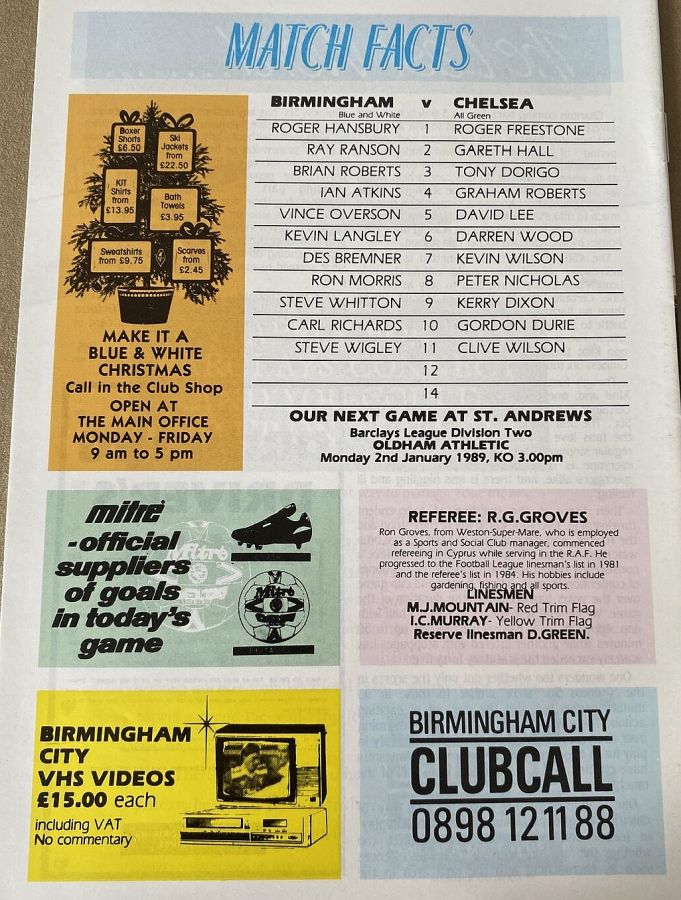 MATCH FACTS
Boxer
Shorts
£6.50
Ski
Jackets
from
£22.50
KIT
Shirts
from
£13.95
Bath
Towels
£3.95
Sweatshirts
from £9.75
Scarves
from
£2.45
MAKE IT A
BLUE & WHITE
CHRISTMAS
Call in the Club Shop
OPEN AT
THE MAIN OFFICE
MONDAY - FRIDAY
9 am to 5 pm
BIRMINGHAM v CHELSEA
Blue and White All Green
ROGER HANSBURY 1 ROGER FREESTONE
RAY RANSON 2 GARETH HALL
BRIAN ROBERTS 3 TONY DORIGO
IAN ATKINS 4 GRAHAM ROBERTS
VINCE OVERSON 5 DAVID LEE
KEVIN LANGLEY 6 DARREN WOOD
DES BREMNER 7 KEVIN WILSON
RON MORRIS 8 PETER NICHOLAS
STEVE WHITTON 9 KERRY DIXON
CARL RICHARDS 10 GORDON DURIE
STEVE WIGLEY 11 CLIVE WILSON
12
14
OUR NEXT GAME AT ST. ANDREWS
Barclays League Division Two
OLDHAM ATHLETIC
Monday 2nd January 1989, KO 3.00pm
mitre
-official
suppliers
of goals
in today's
game
Mitre
Mitre
REFEREE: R.G.GROVES
Ron Groves, from Weston-Super-Mare, who is employed
as a Sports and Social Club manager, commenced
refereeing in Cyprus while serving in the R.A.F. He
progressed to the Football League linesman's list in 1981
and the referee's list in 1984. His hobbies include
gardening, fishing and all sports.
LINESMEN
M.J.MOUNTAIN- Red Trim Flag
I.C.MURRAY- Yellow Trim Flag
Reserve linesman D.GREEN.
BIRMINGHAM
CITY
VHS VIDEOS
£15.00 each
including VAT
No commentary
BIRMINGHAM CITY
CLUBCALL
0898 121188